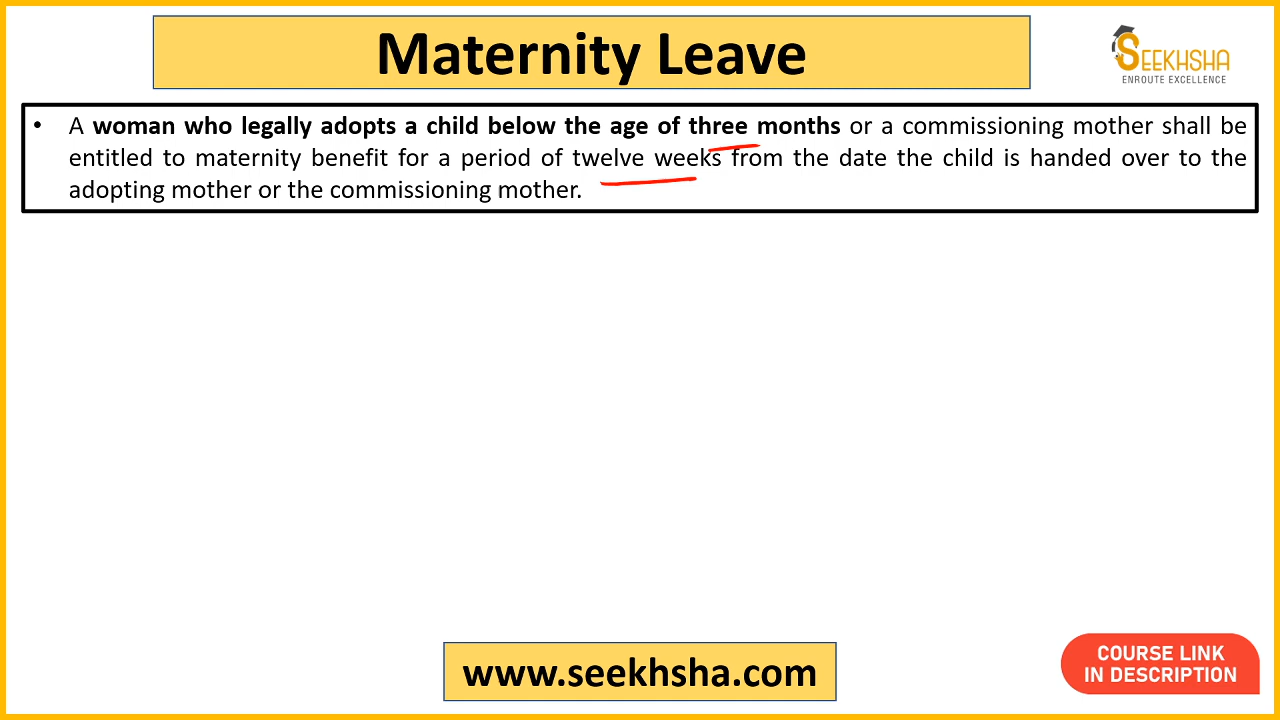 Maternity Leave
SEEKHSHA
ENROUTE EXCELLENCE
• A woman who legally adopts a child below the age of three months or a commissioning mother shall be
entitled to maternity benefit for a period of twelve weeks from the date the child is handed over to the
adopting mother or the commissioning mother.
www.seekhsha.com
COURSE LINK
IN DESCRIPTION